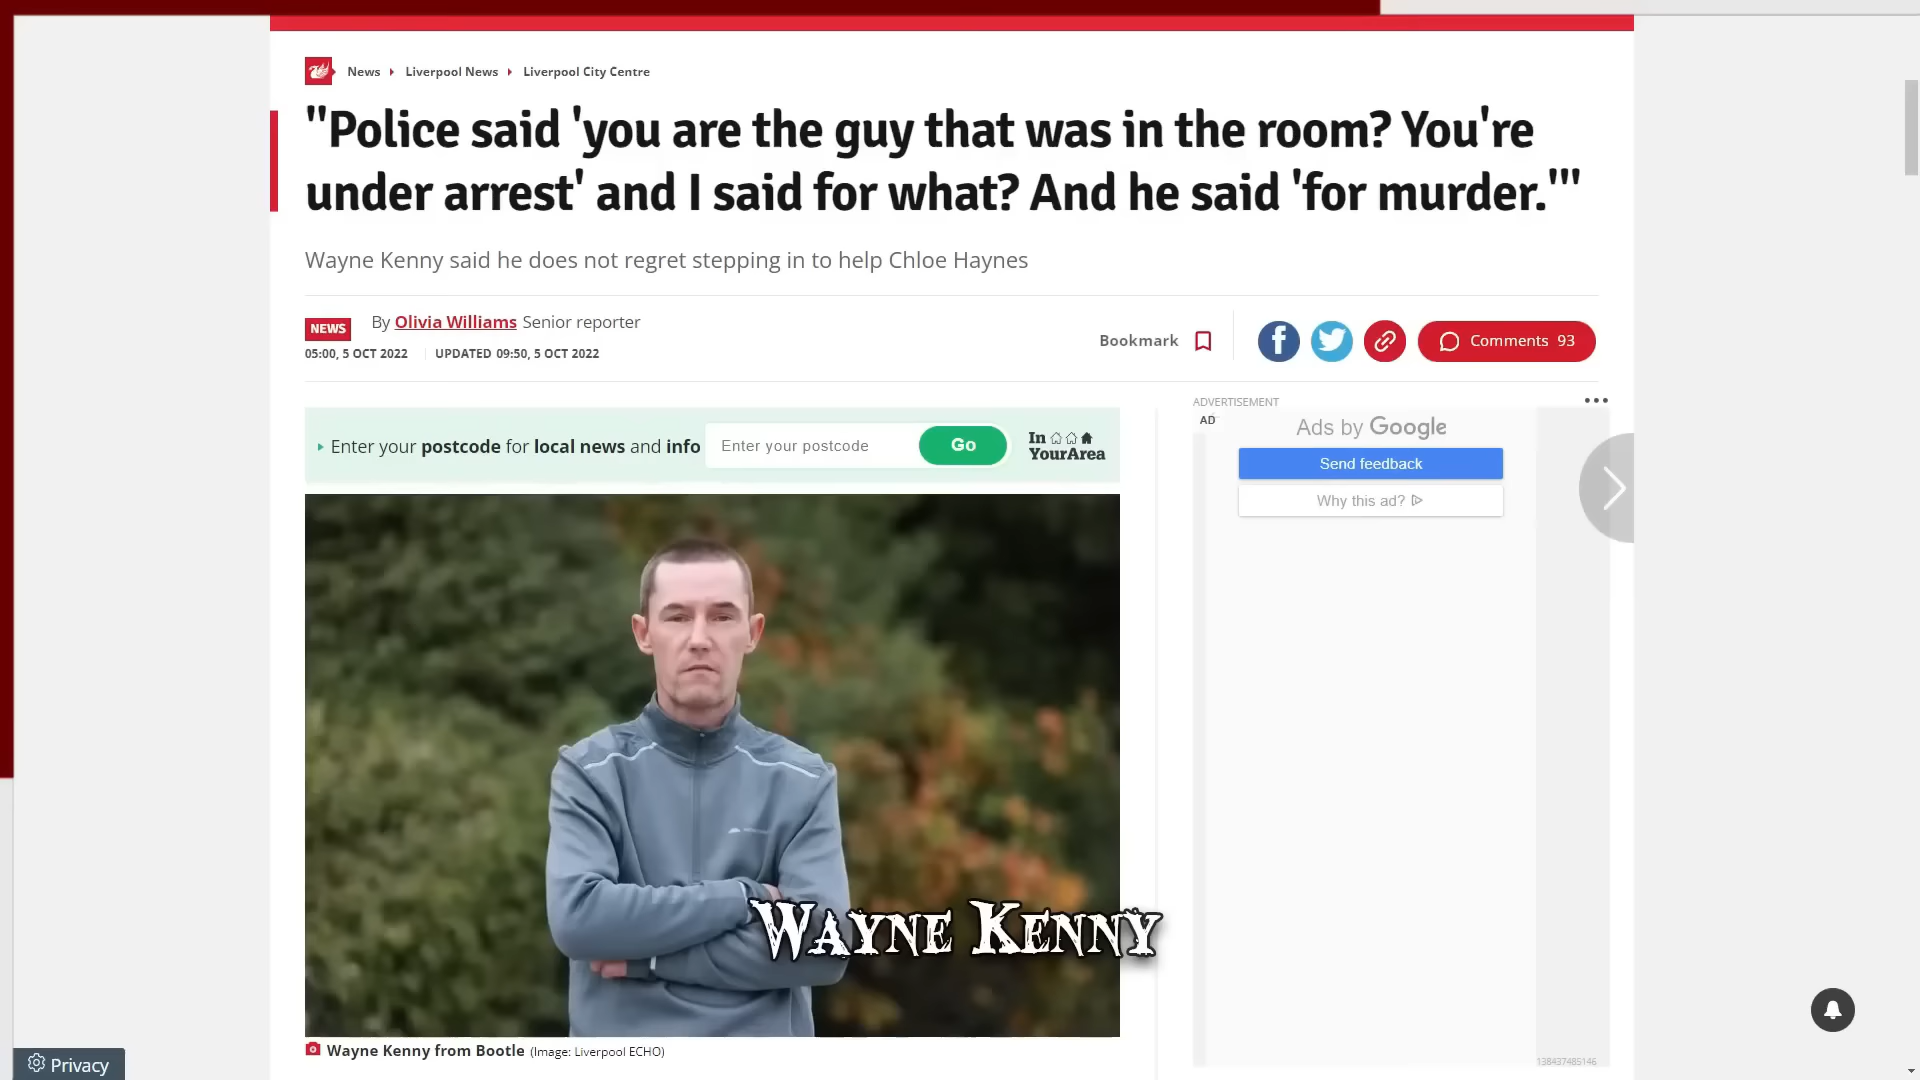 News Liverpool News Liverpool City Centre
"Police said 'you are the guy that was in the room? You're
under arrest' and I said for what? And he said 'for murder.'"
Wayne Kenny said he does not regret stepping in to help Chloe Haynes
NEWS By Olivia Williams Senior reporter
05:00, 5 OCT 2022 UPDATED 09:50, 5 OCT 2022
Bookmark
Comments 93
Enter your postcode for local news and info Enter your postcode Go In YourArea
ADVERTISEMENT
AD
Ads by Google
Send feedback
Why this ad?
WAYNE KENNY
Wayne Kenny from Bootle (Image: Liverpool ECHO)
138437485146
Privacy